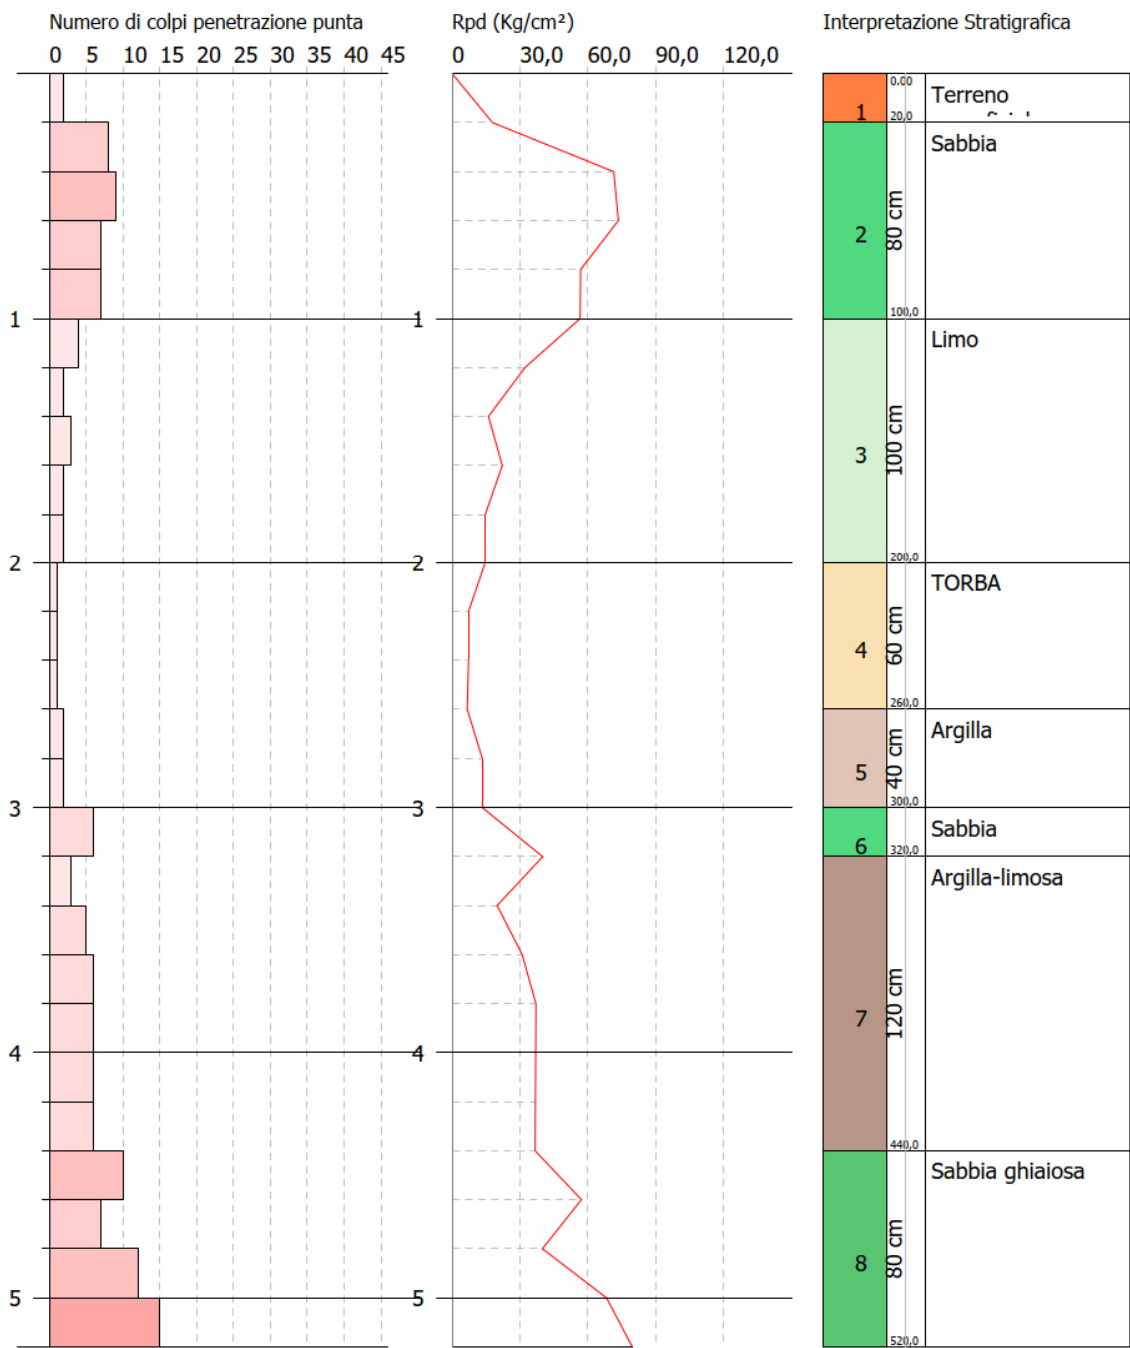 Numero di colpi penetrazione punta
0 5 10 15 20 25 30 35 40 45
1
2
3
4
5
Rpd (Kg/cm²)
0 30,0 60,0 90,0 120,0
1
2
3
4
5
Interpretazione Stratigrafica
1
0.00
20,0
Terreno
2
80 cm
100,0
Sabbia
3
100 cm
200,0
Limo
4
60 cm
260,0
TORBA
5
40 cm
300,0
Argilla
6
320,0
Sabbia
7
120 cm
440,0
Argilla-limosa
8
80 cm
520,0
Sabbia ghiaiosa